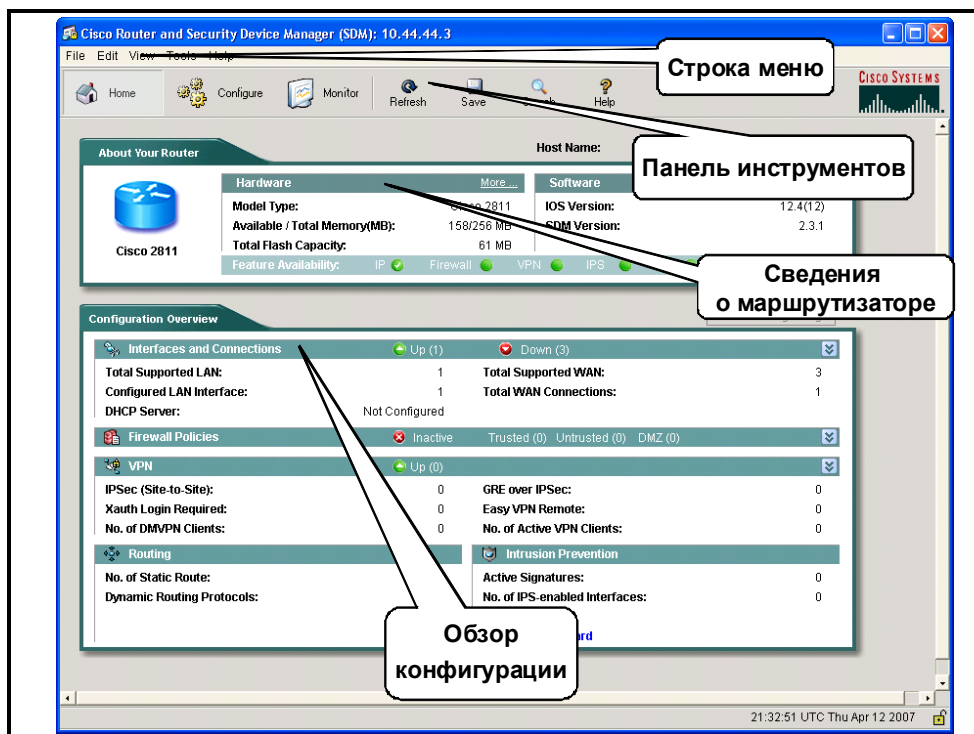 Cisco Router and Security Device Manager (SDM): 10.44.44.3
File Edit View Tools Help
Строка меню
Home Configure Monitor Refresh Save Search Help
CISCO SYSTEMS
Панель инструментов
About Your Router
Host Name:
Hardware More ... Software
Model Type: Cisco 2811 IOS Version: 12.4(12)
Available / Total Memory(MB): 158/256 MB SDM Version: 2.3.1
Total Flash Capacity: 61 MB
Cisco 2811
Feature Availability: IP Firewall VPN IPS
Сведения
о маршрутизаторе
Configuration Overview
Interfaces and Connections Up (1) Down (3)
Total Supported LAN: 1 Total Supported WAN: 3
Configured LAN Interface: 1 Total WAN Connections: 1
DHCP Server: Not Configured
Firewall Policies Inactive Trusted (0) Untrusted (0) DMZ (0)
VPN Up (0)
IPSec (Site-to-Site): 0 GRE over IPSec: 0
Xauth Login Required: 0 Easy VPN Remote: 0
No. of DMVPN Clients: 0 No. of Active VPN Clients: 0
Routing Intrusion Prevention
No. of Static Route: Active Signatures: 0
Dynamic Routing Protocols: No. of IPS-enabled Interfaces: 0
Обзор
конфигурации
21:32:51 UTC Thu Apr 12 2007